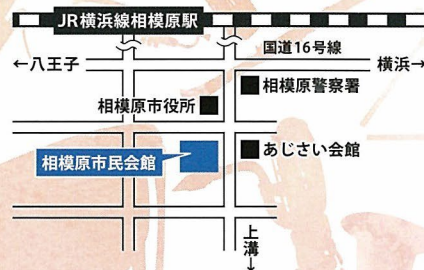 JR横浜線相模原駅
国道16号線
←八王子
横浜→
相模原警察署
相模原市役所
相模原市民会館
あじさい会館
上溝↓